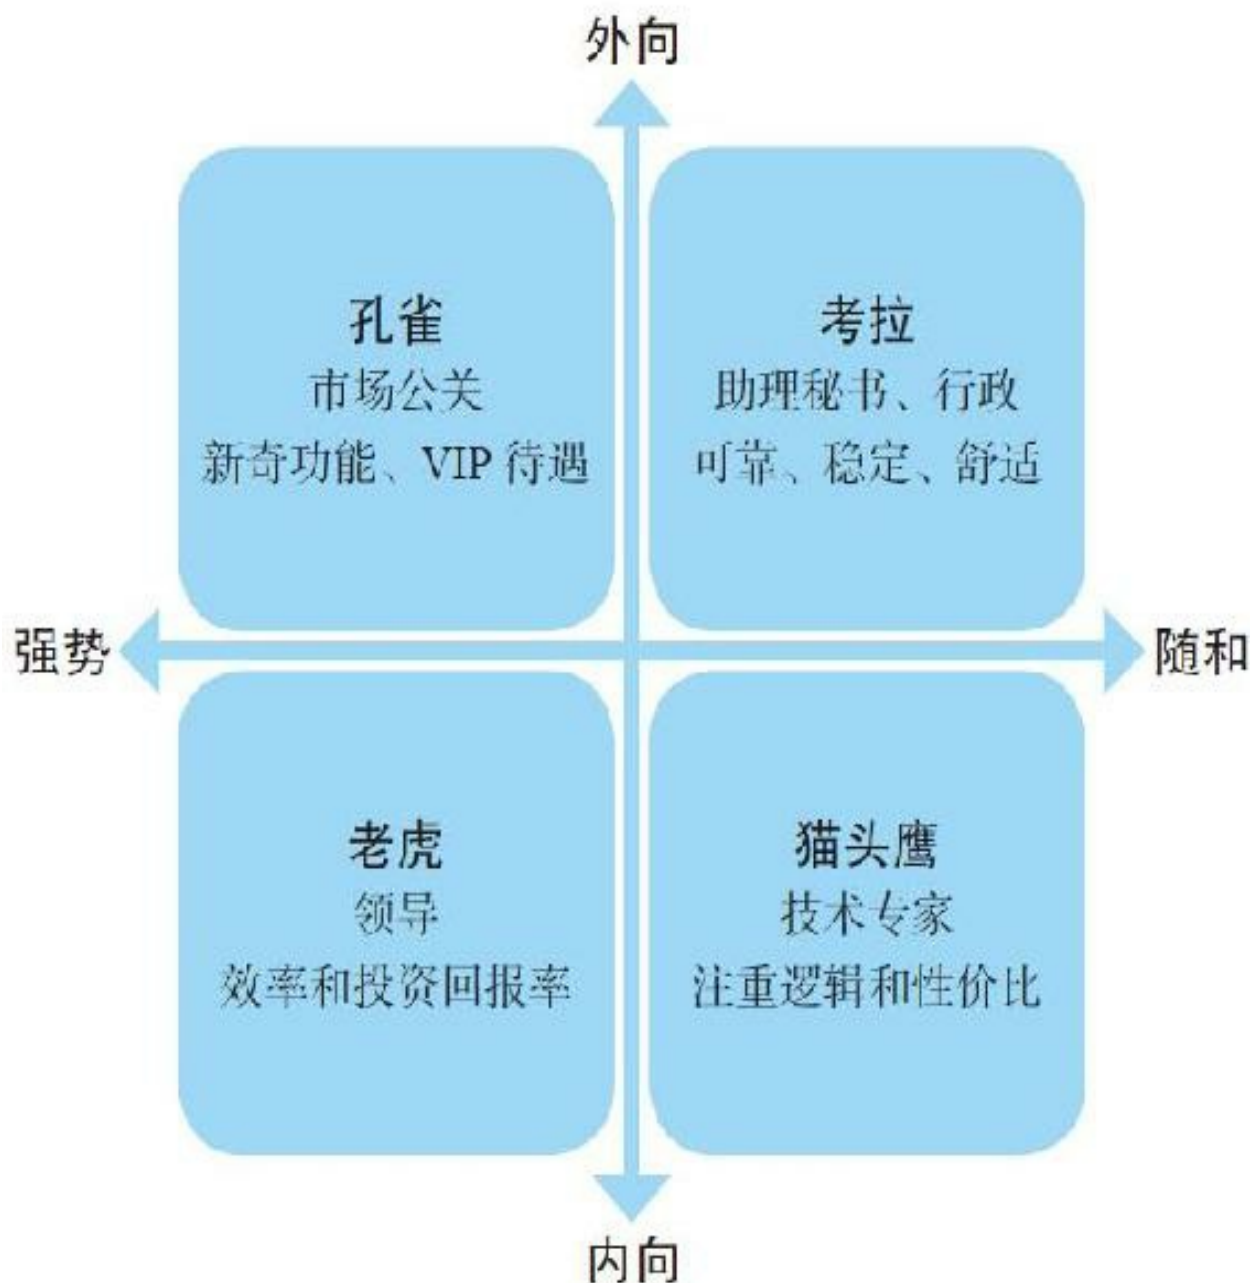 外向
孔雀
市场公关
新奇功能、VIP 待遇
考拉
助理秘书、行政
可靠、稳定、舒适
强势
随和
老虎
领导
效率和投资回报率
猫头鹰
技术专家
注重逻辑和性价比
内向